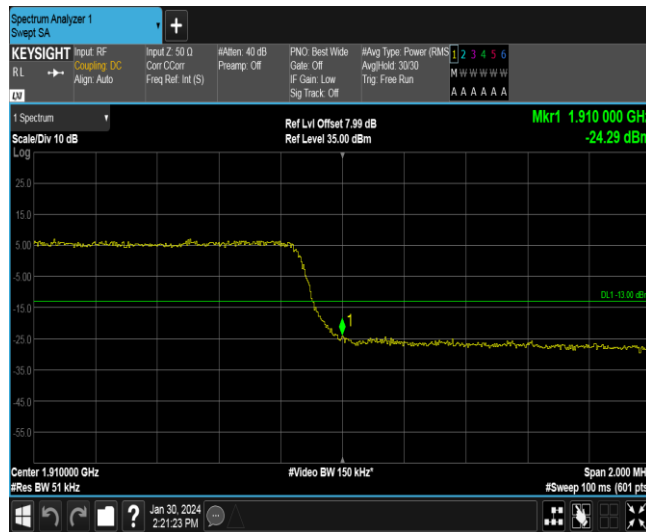 Spectrum Analyzer 1
Swept SA
+
KEYSIGHT
RL
LXI
Input: RF
Coupling: DC
Align: Auto
Input Z: 50 Ω
Corr CCorr
Freq Ref: Int (S)
#Atten: 40 dB
Preamp: Off
PNO: Best Wide
Gate: Off
IF Gain: Low
Sig Track: Off
#Avg Type: Power (RMS
Avg|Hold: 30/30
Trig: Free Run
1 2 3 4 5 6
M W W W W W
A A A A A A
1 Spectrum
Scale/Div 10 dB
Log
Ref Lvl Offset 7.99 dB
Ref Level 35.00 dBm
Mkr1 1.910 000 GHz
-24.29 dBm
25.0
15.0
5.00
-5.00
-15.0
-25.0
-35.0
-45.0
-55.0
DL1 -13.00 dBm
1
Center 1.910000 GHz
#Res BW 51 kHz
#Video BW 150 kHz*
Span 2.000 MH
#Sweep 100 ms (601 pts
?
Jan 30, 2024
2:21:23 PM